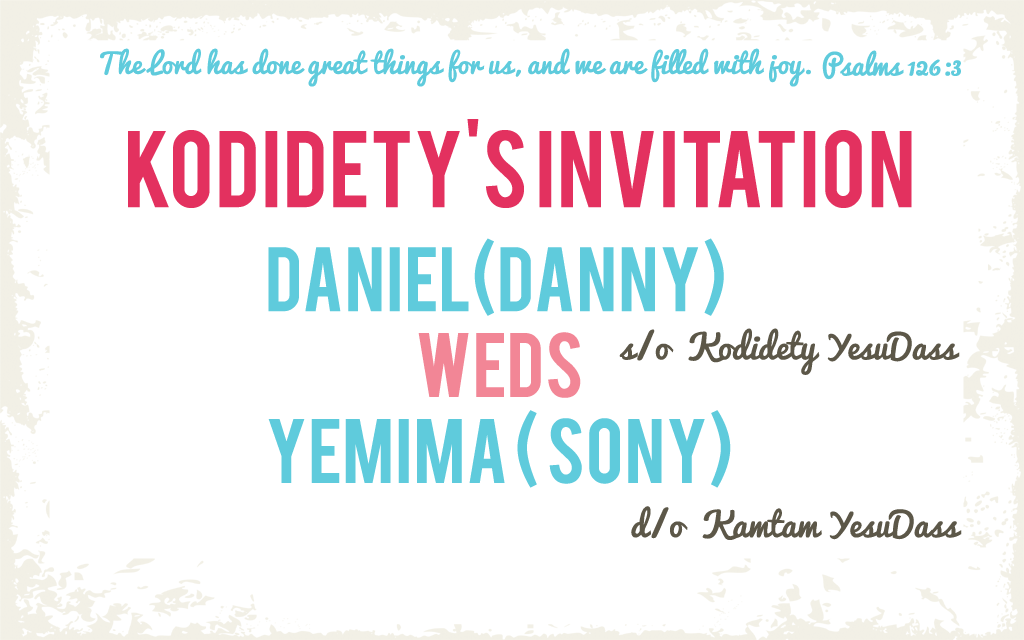 The Lord has done great things for us, and we are filled with joy. Psalms 126:3
KODIDETY'S INVITATION
DANIEL(DANNY)
WEDS
s/o Kodidety YesuDass
YEMIMA ( SONY)
d/o Kamtam YesuDass